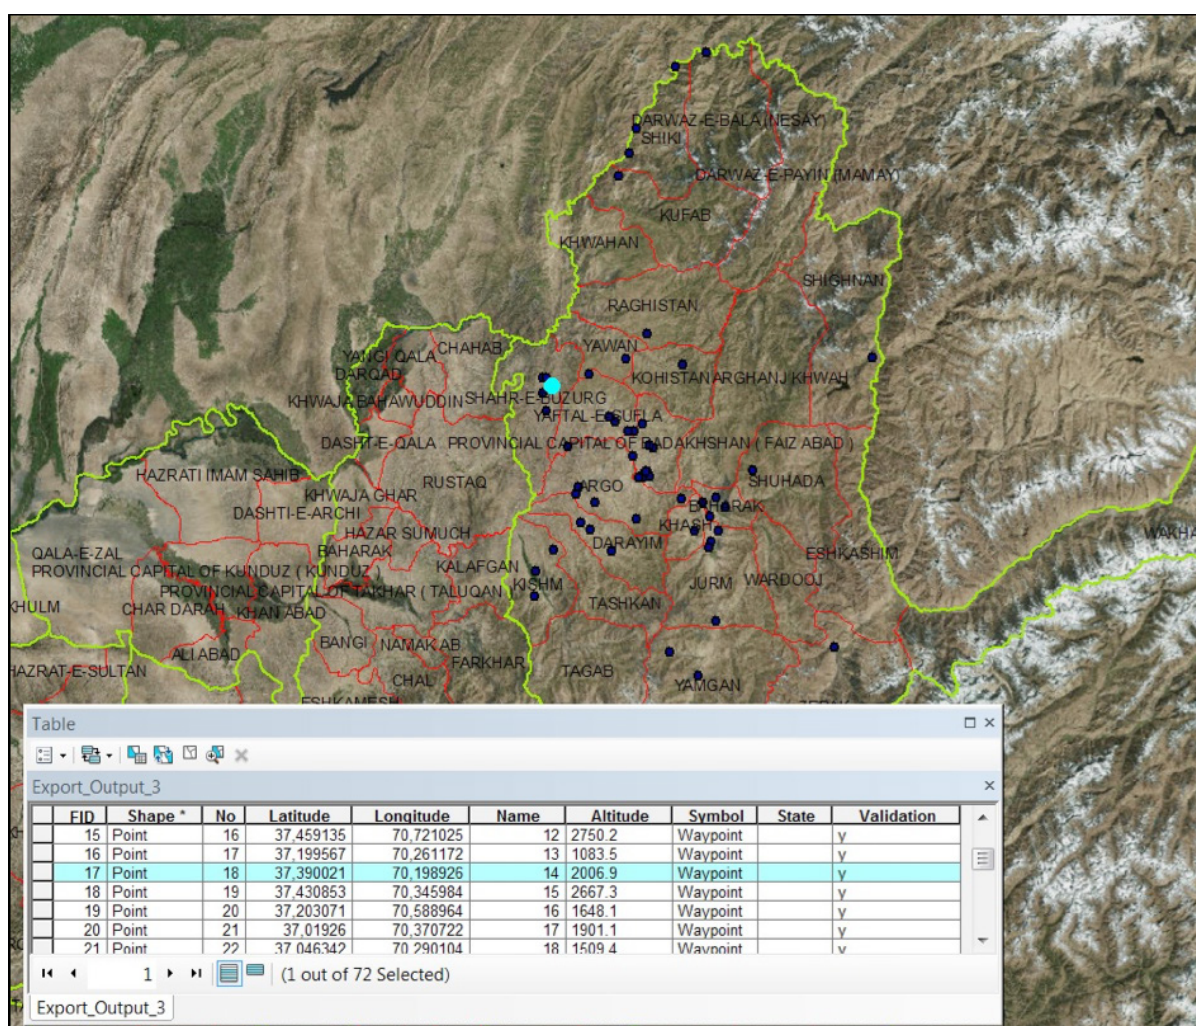 DARWAZ-E-BALA (NESAY)
SHIKI
DARWAZ-E-PAYIN (MAMAY)
KUFAB
KHWAHAN
SHIGHNAN
RAGHISTAN
CHAHAB
YAWAN
YANGI QALA
DARQAD
KOHISTAN ARGHANJ KHWAH
KHWAJA BAHAWUDDIN
SHAHR-E-BUZURG
YAFTAL-E-SUFLA
DASHT-E-QALA
PROVINCIAL CAPITAL OF BADAKHSHAN ( FAIZ ABAD )
HAZRATI IMAM SAHIB
RUSTAQ
ARGO
SHUHADA
KHWAJA GHAR
DASHTI-E-ARCHI
BAHARAK
KHASH
HAZAR SUMUCH
DARAYIM
WAKHA
QALA-E-ZAL
BAHARAK
ESHKASHIM
PROVINCIAL CAPITAL OF KUNDUZ ( KUNDUZ
KALAFGAN
KISHM
JURM
WARDOOJ
PROVINCIAL CAPITAL OF TAKHAR ( TALUQAN )
KHULM
CHAR DARAH
KHAN ABAD
TASHKAN
BANGI
NAMAK AB
ALI ABAD
FARKHAR
HAZRAT-E-SULTAN
TAGAB
CHAL
YAMGAN
ESHKAMESH
Table
Export_Output_3
FID Shape * No Latitude Longitude Name Altitude Symbol State Validation
15 Point 16 37,459135 70,721025 12 2750.2 Waypoint y
16 Point 17 37,199567 70,261172 13 1083.5 Waypoint y
17 Point 18 37,390021 70,198926 14 2006.9 Waypoint y
18 Point 19 37,430853 70,345984 15 2667.3 Waypoint y
19 Point 20 37,203071 70,588964 16 1648.1 Waypoint y
20 Point 21 37,01926 70,370722 17 1901.1 Waypoint y
21 Point 22 37,046342 70,290104 18 1509.4 Waypoint y
1 (1 out of 72 Selected)
Export_Output_3